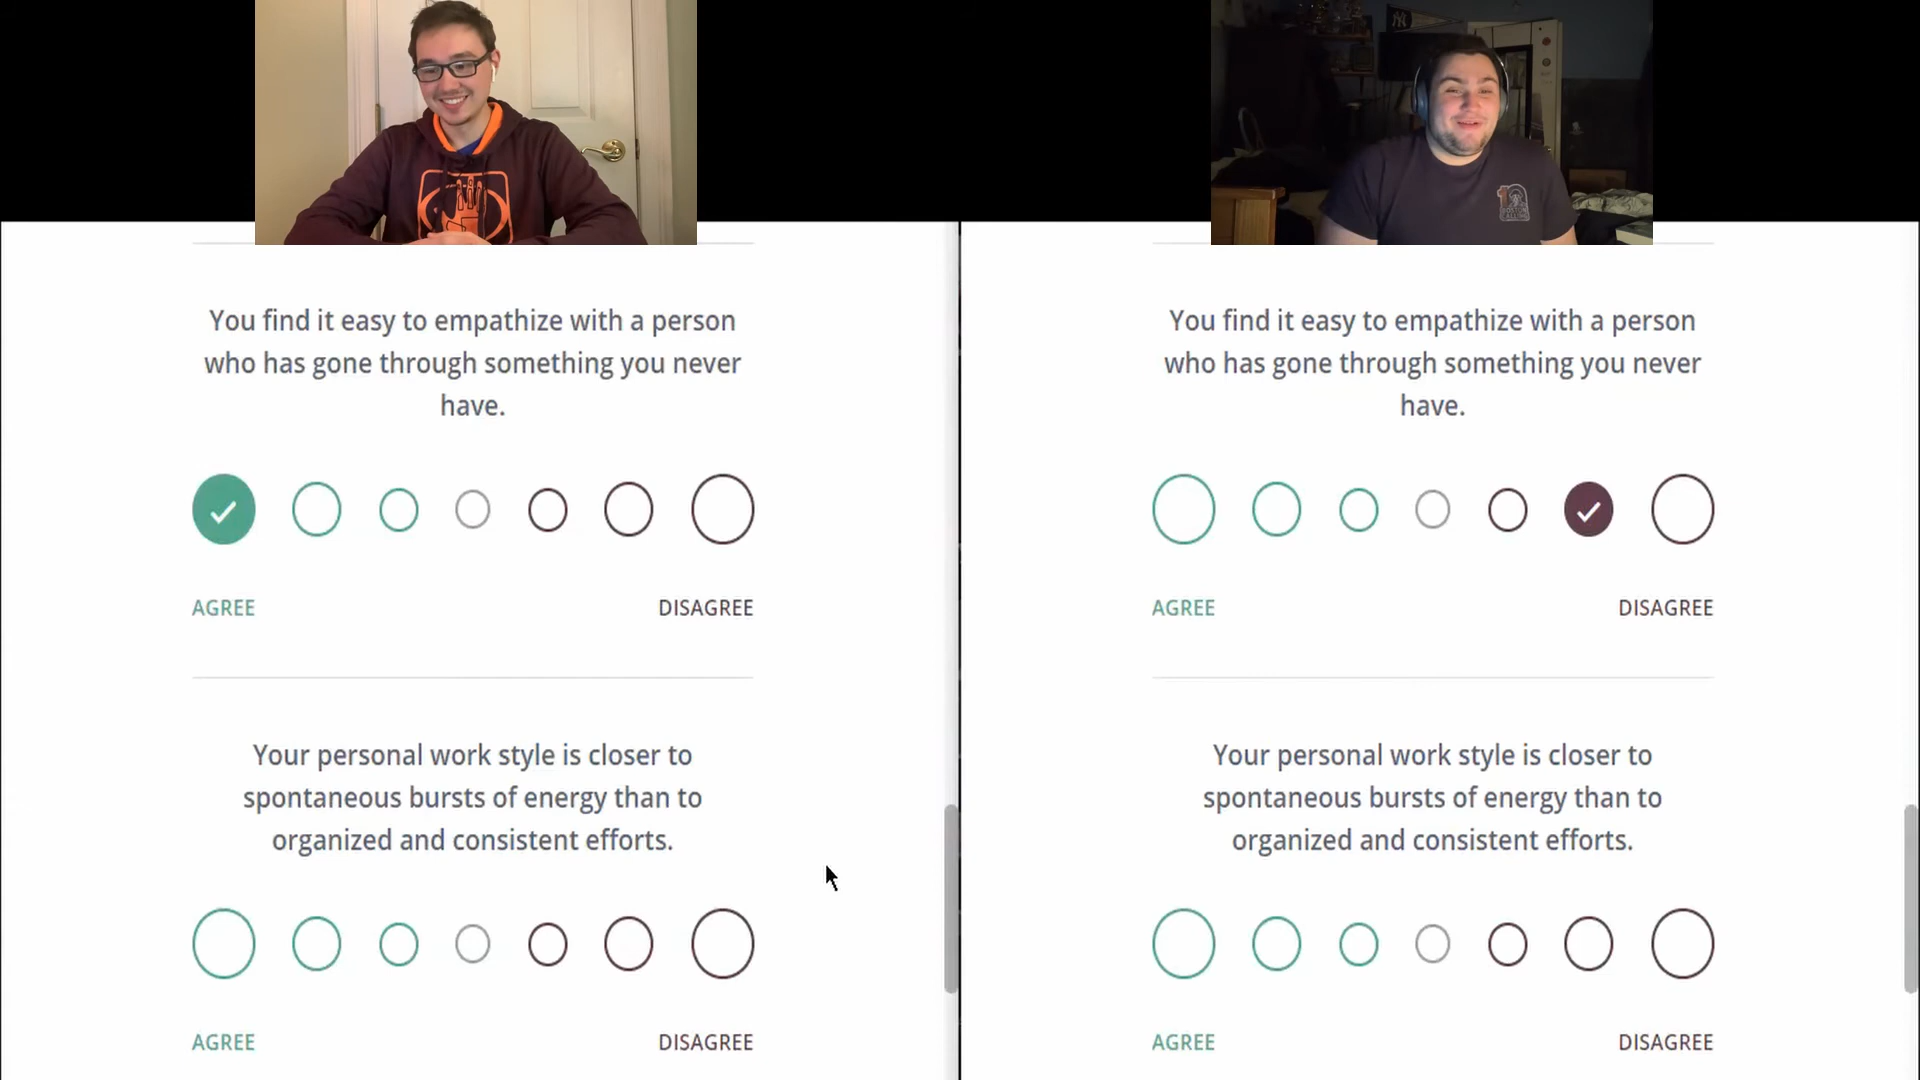 You find it easy to empathize with a person
who has gone through something you never
have.
AGREE
DISAGREE
Your personal work style is closer to
spontaneous bursts of energy than to
organized and consistent efforts.
AGREE
DISAGREE
You find it easy to empathize with a person
who has gone through something you never
have.
AGREE
DISAGREE
Your personal work style is closer to
spontaneous bursts of energy than to
organized and consistent efforts.
AGREE
DISAGREE